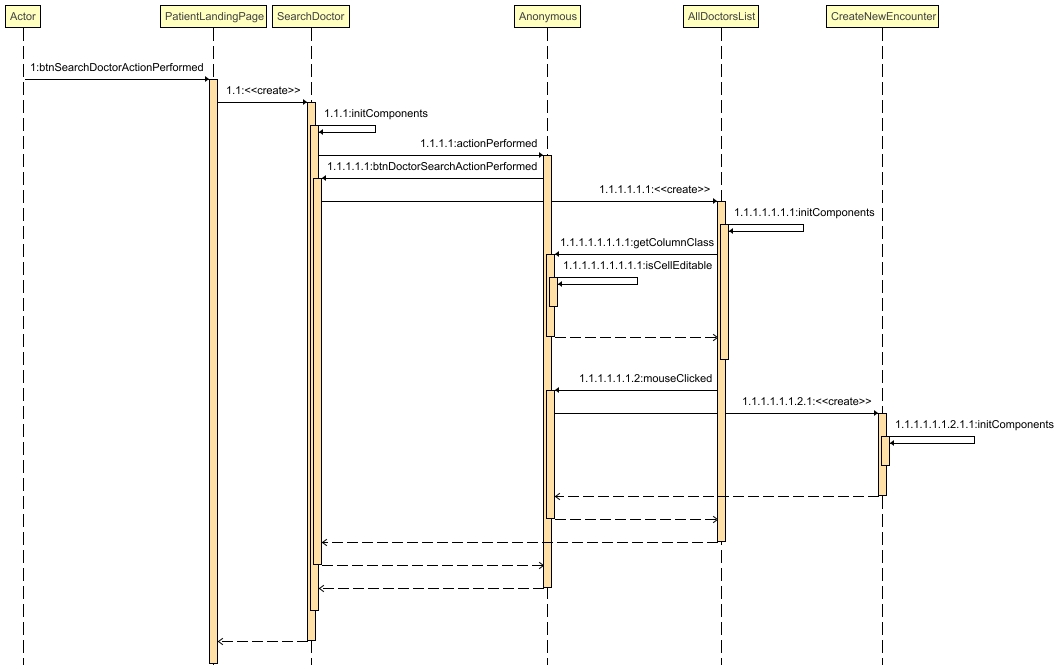 Actor
PatientLandingPage
SearchDoctor
Anonymous
AllDoctorsList
CreateNewEncounter
1:btnSearchDoctorActionPerformed
1.1:<<create>>
1.1.1:initComponents
1.1.1.1:actionPerformed
1.1.1.1.1:btnDoctorSearchActionPerformed
1.1.1.1.1.1:<<create>>
1.1.1.1.1.1.1:initComponents
1.1.1.1.1.1.1.1:getColumnClass
1.1.1.1.1.1.1.1.1:isCellEditable
1.1.1.1.1.1.2:mouseClicked
1.1.1.1.1.1.2.1:<<create>>
1.1.1.1.1.1.2.1.1:initComponents